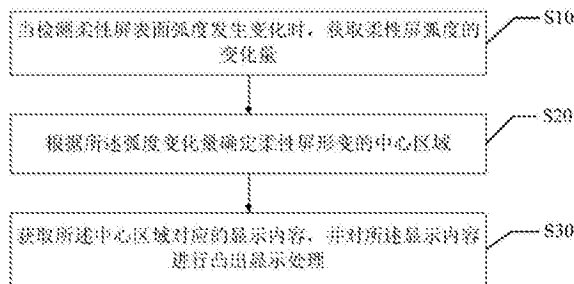 当检测柔性屏表面弧度发生变化时，获取柔性屏弧度的
变化量
S10
根据所述弧度变化量确定柔性屏形变的中心区域
S20
获取所述中心区域对应的显示内容，并对所述显示内容
进行凸出显示处理
S30